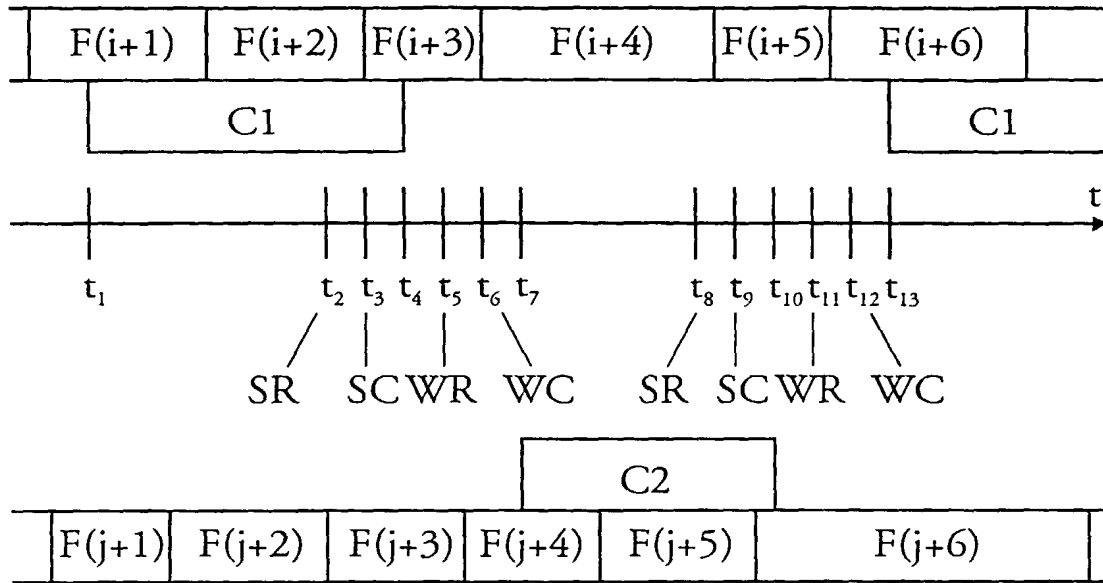 F(i+1) F(i+2) F(i+3) F(i+4) F(i+5) F(i+6)
C1 C1
t
t₁ t₂ t₃ t₄ t₅ t₆ t₇ t₈ t₉ t₁₀ t₁₁ t₁₂ t₁₃
SR SC WR WC SR SC WR WC
C2
F(j+1) F(j+2) F(j+3) F(j+4) F(j+5) F(j+6)